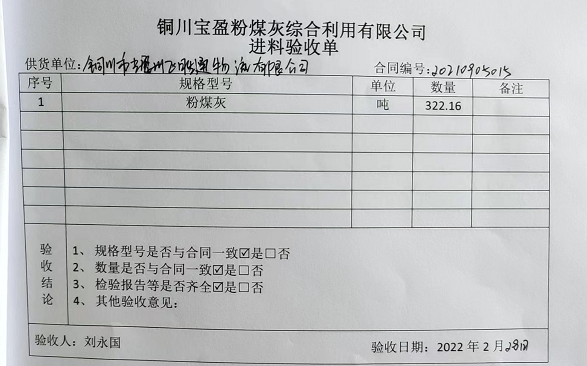 铜川宝盈粉煤灰综合利用有限公司
进料验收单
供货单位:铜川市 物流有限公司 合同编号:20210905015
序号 规格型号 单位 数量 备注
1 粉煤灰 吨 322.16
验收结论
1、规格型号是否与合同一致☑是□否
2、数量是否与合同一致☑是□否
3、检验报告等是否齐全☑是□否
4、其他验收意见:
验收人:刘永国 验收日期:2022年2月28日